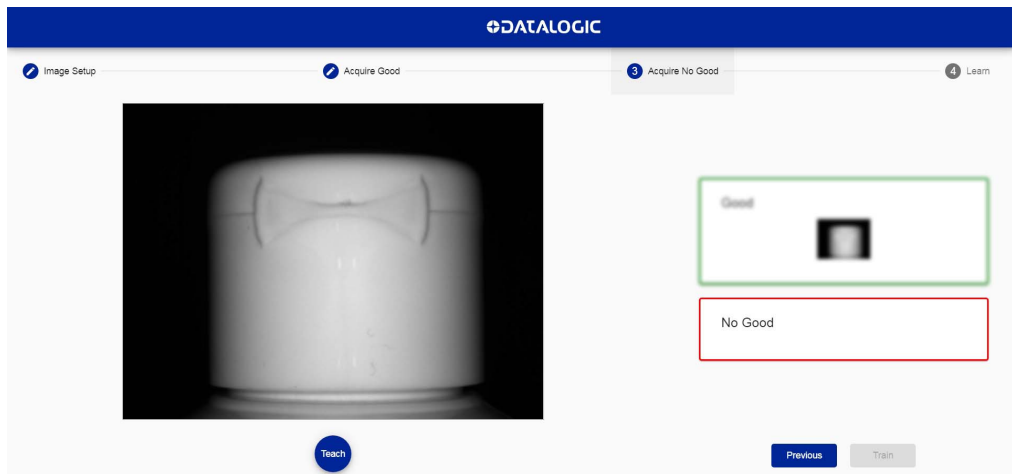 DATALOGIC
Image Setup
Acquire Good
3 Acquire No Good
4 Learn
Good
No Good
Teach
Previous
Train